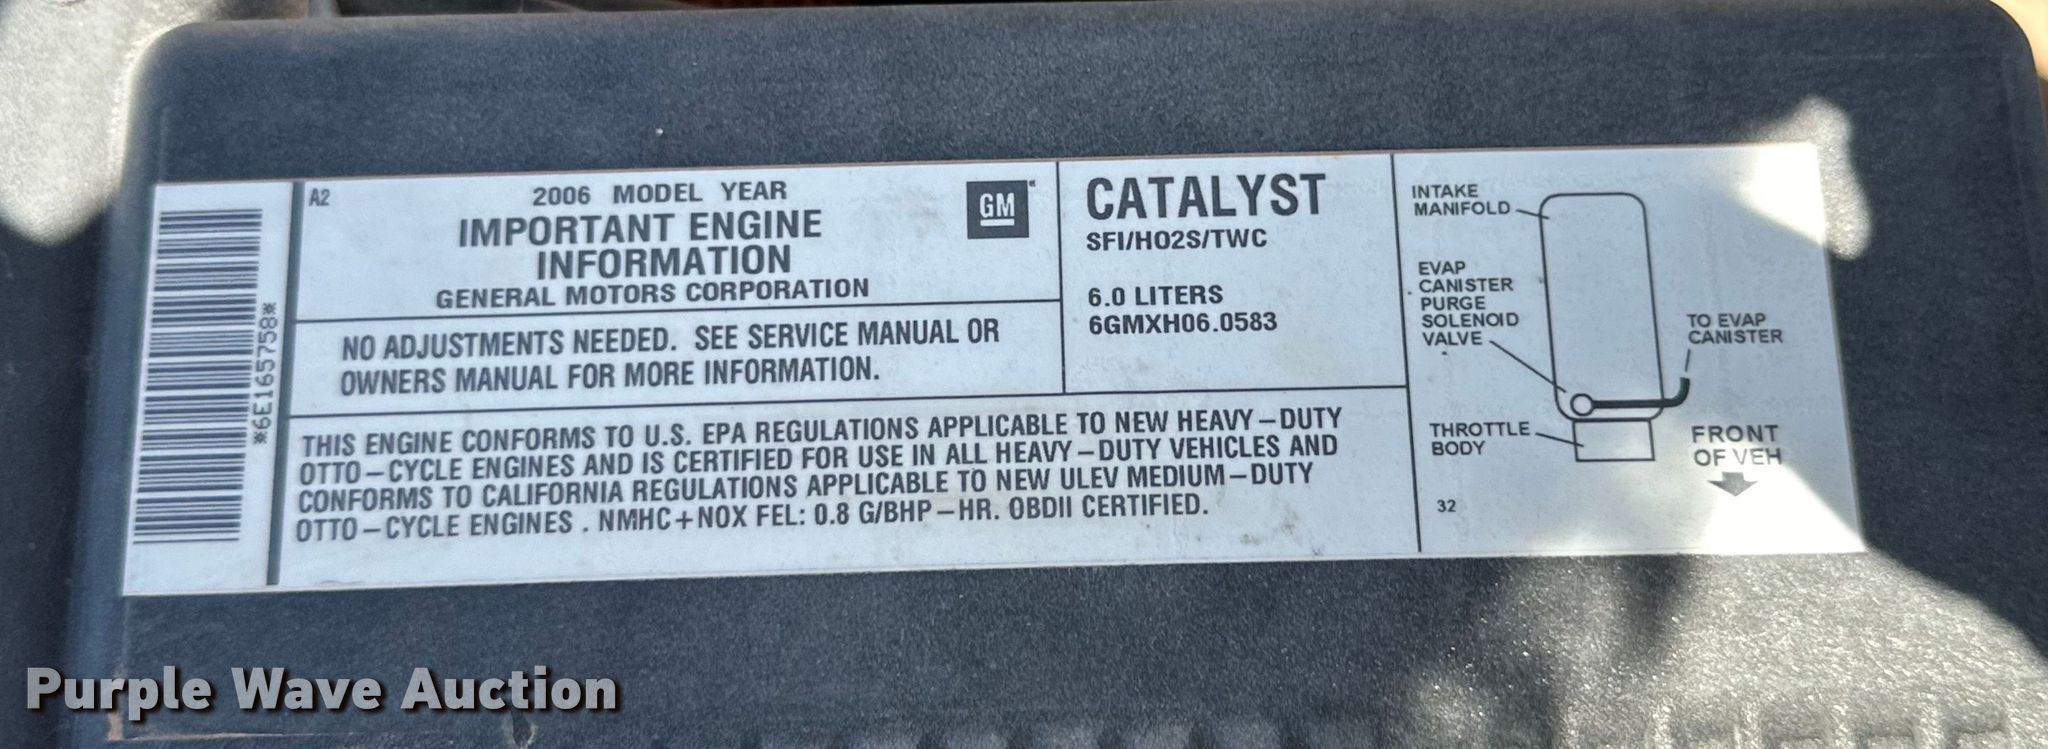 A2
2006 MODEL YEAR
IMPORTANT ENGINE
INFORMATION
GENERAL MOTORS CORPORATION
GM
NO ADJUSTMENTS NEEDED. SEE SERVICE MANUAL OR
OWNERS MANUAL FOR MORE INFORMATION.
CATALYST
SFI/HO2S/TWC
6.0 LITERS
6GMXH06.0583
THIS ENGINE CONFORMS TO U.S. EPA REGULATIONS APPLICABLE TO NEW HEAVY-DUTY
OTTO-CYCLE ENGINES AND IS CERTIFIED FOR USE IN ALL HEAVY-DUTY VEHICLES AND
CONFORMS TO CALIFORNIA REGULATIONS APPLICABLE TO NEW ULEV MEDIUM-DUTY
OTTO-CYCLE ENGINES . NMHC+NOX FEL: 0.8 G/BHP-HR. OBDII CERTIFIED.
*6E165758*
INTAKE
MANIFOLD
EVAP
CANISTER
PURGE
SOLENOID
VALVE
TO EVAP
CANISTER
THROTTLE
BODY
FRONT
OF VEH
32
Purple Wave Auction